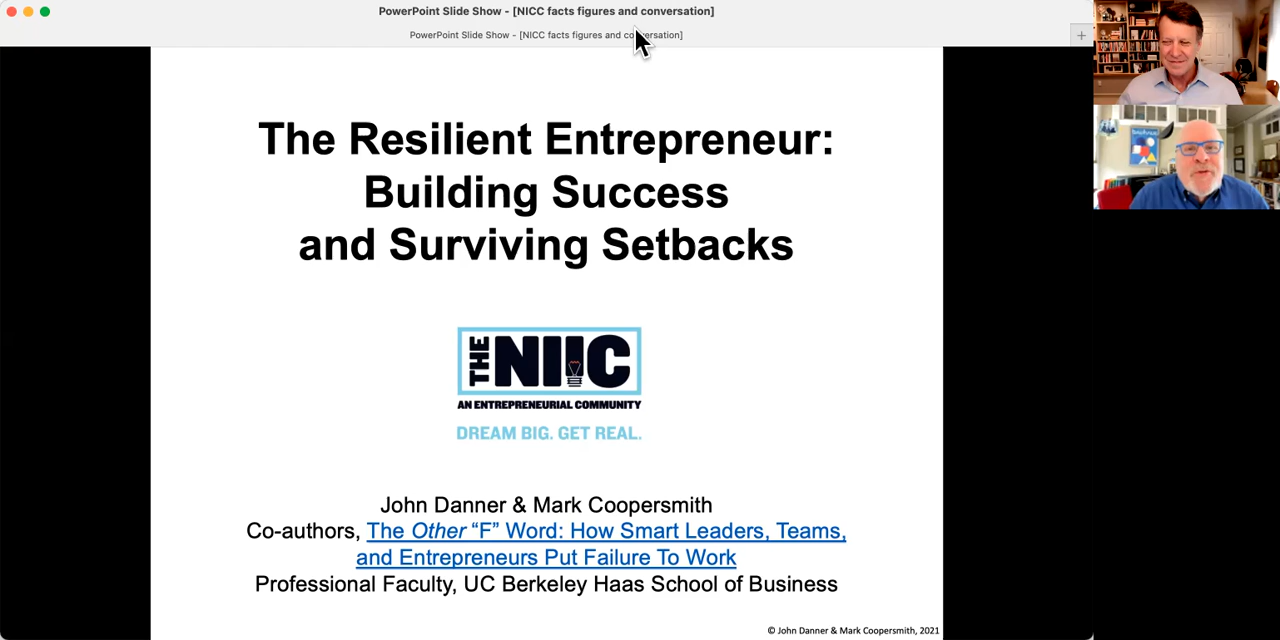 PowerPoint Slide Show - [NICC facts figures and conversation]
PowerPoint Slide Show - [NICC facts figures and conversation]
The Resilient Entrepreneur:
Building Success
and Surviving Setbacks
THE NIIC
AN ENTREPRENEURIAL COMMUNITY
DREAM BIG. GET REAL.
John Danner & Mark Coopersmith
Co-authors, The Other “F” Word: How Smart Leaders, Teams,
and Entrepreneurs Put Failure To Work
Professional Faculty, UC Berkeley Haas School of Business
© John Danner & Mark Coopersmith, 2021
bauhaus